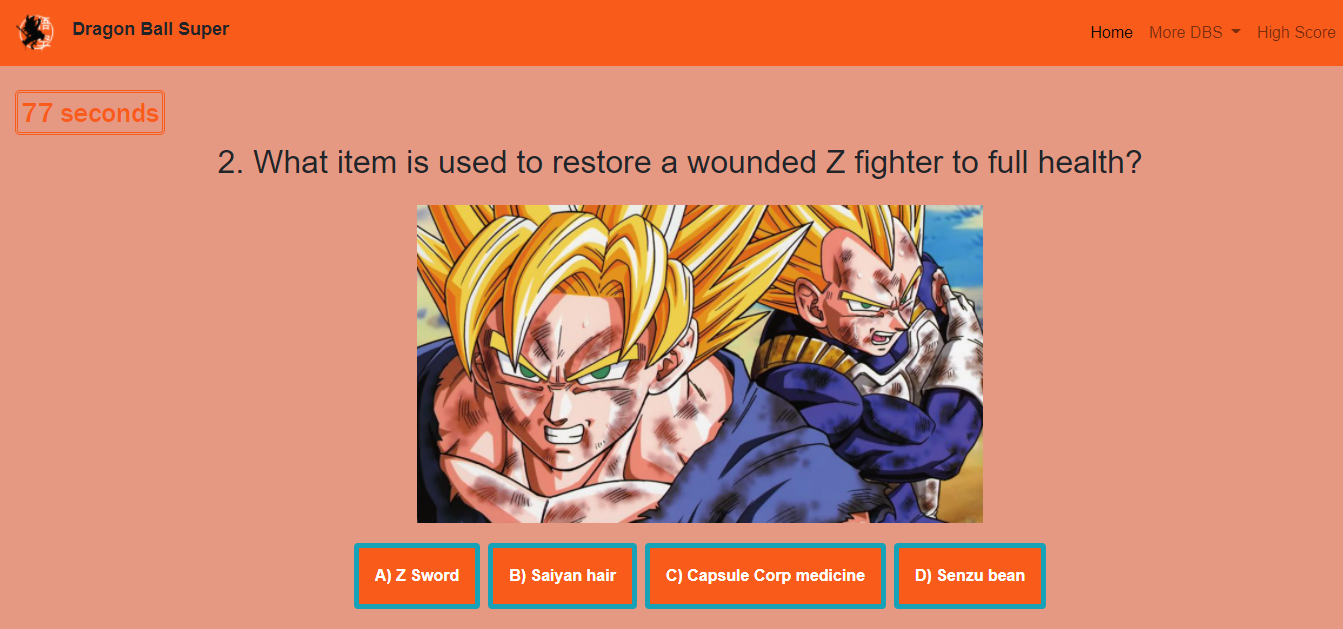 Dragon Ball Super
Home More DBS High Score
77 seconds
2. What item is used to restore a wounded Z fighter to full health?
A) Z Sword
B) Saiyan hair
C) Capsule Corp medicine
D) Senzu bean